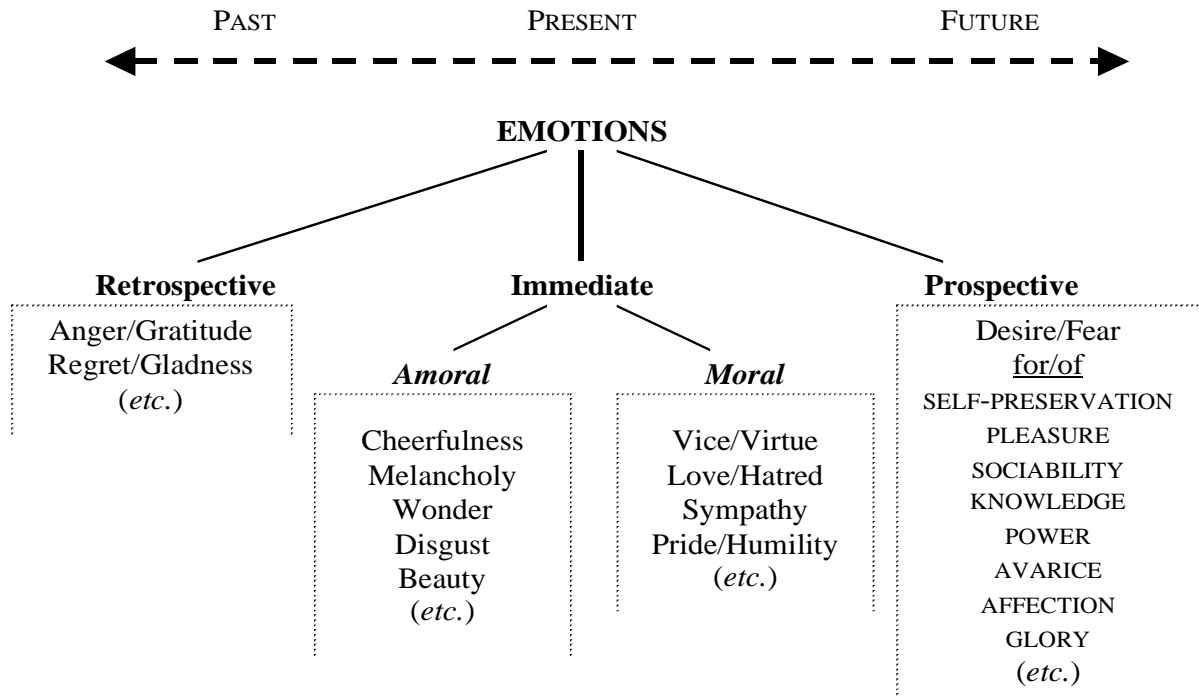 PAST PRESENT FUTURE
EMOTIONS
Retrospective
Anger/Gratitude
Regret/Gladness
(etc.)
Immediate
Amoral
Cheerfulness
Melancholy
Wonder
Disgust
Beauty
(etc.)
Moral
Vice/Virtue
Love/Hatred
Sympathy
Pride/Humility
(etc.)
Prospective
Desire/Fear
for/of
SELF-PRESERVATION
PLEASURE
SOCIABILITY
KNOWLEDGE
POWER
AVARICE
AFFECTION
GLORY
(etc.)